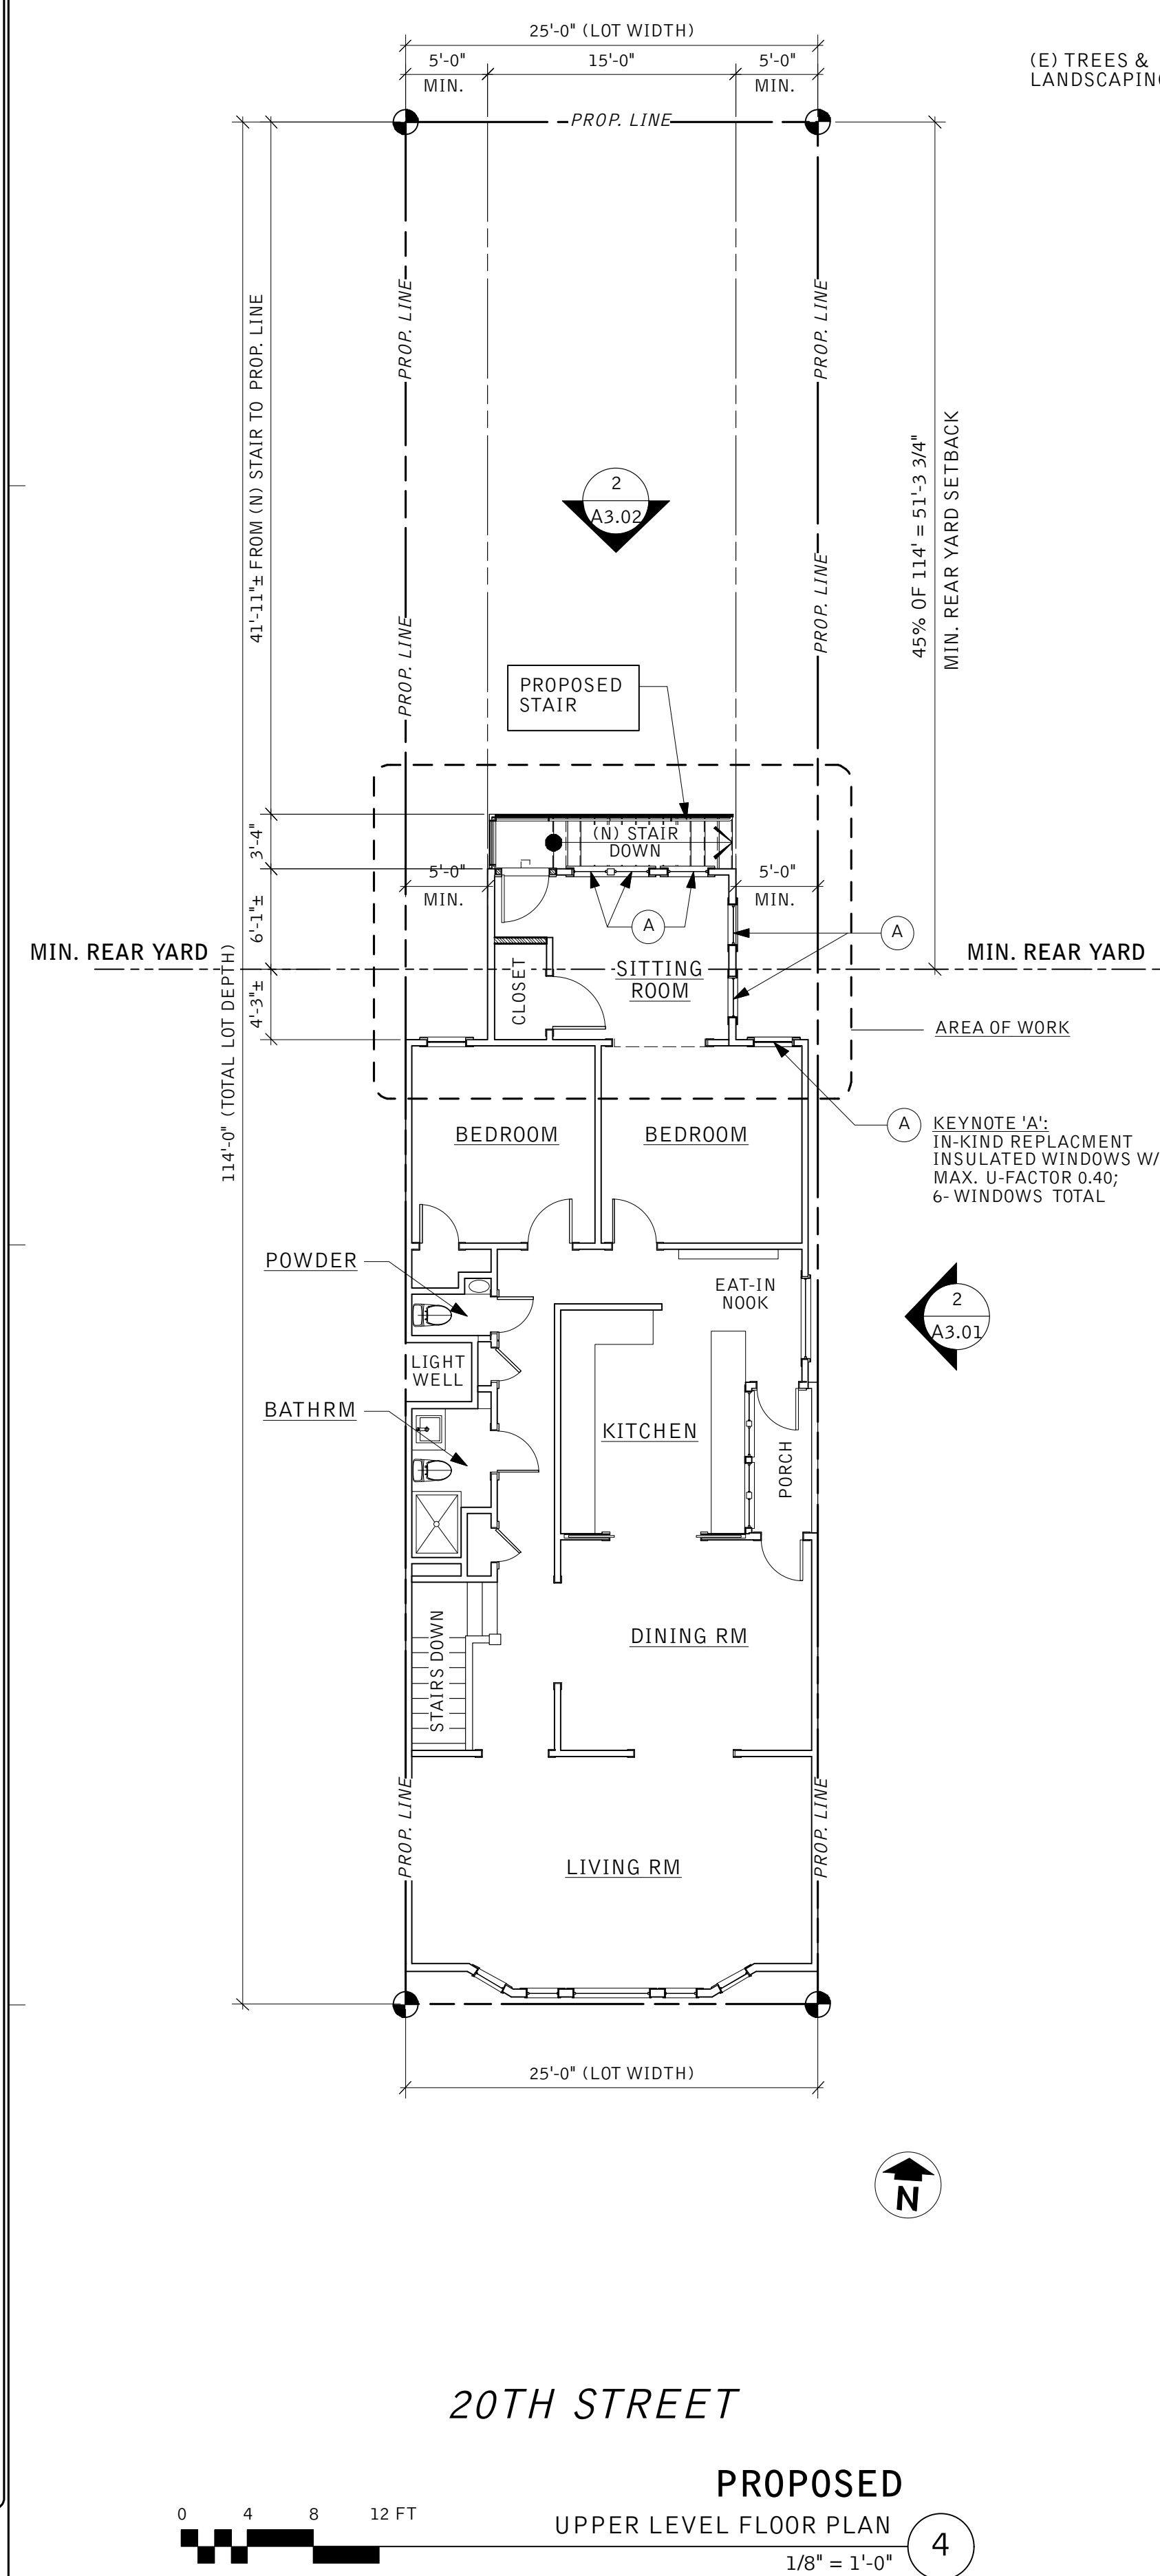 25'-0" (LOT WIDTH)
5'-0"
MIN.
15'-0"
5'-0"
MIN.
(E) TREES &
LANDSCAPING
PROP. LINE
PROP. LINE
PROP. LINE
41'-11"± FROM (N) STAIR TO PROP. LINE
45% OF 114' = 51'-3 3/4"
MIN. REAR YARD SETBACK
2
A3.02
PROP. LINE
PROP. LINE
PROPOSED
STAIR
3'-4"
(N) STAIR
DOWN
5'-0"
MIN.
5'-0"
MIN.
6'-1"±
A
A
MIN. REAR YARD
MIN. REAR YARD
SITTING
ROOM
CLOSET
4'-3"±
114'-0" (TOTAL LOT DEPTH)
AREA OF WORK
BEDROOM
BEDROOM
A
KEYNOTE 'A':
IN-KIND REPLACMENT
INSULATED WINDOWS W/
MAX. U-FACTOR 0.40;
6- WINDOWS TOTAL
POWDER
EAT-IN
NOOK
2
A3.01
LIGHT
WELL
BATHRM
KITCHEN
PORCH
DINING RM
STAIRS DOWN
PROP. LINE
PROP. LINE
LIVING RM
25'-0" (LOT WIDTH)
N
20TH STREET
PROPOSED
UPPER LEVEL FLOOR PLAN
4
1/8" = 1'-0"
0 4 8 12 FT